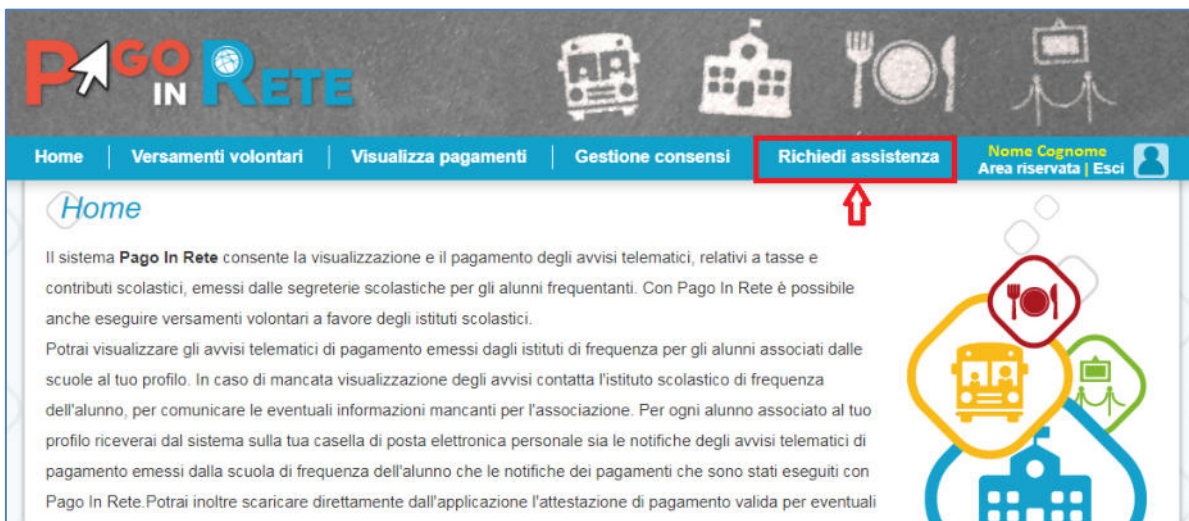 PAGO
IN RETE
Home | Versamenti volontari | Visualizza pagamenti | Gestione consensi | Richiedi assistenza
Nome Cognome
Area riservata | Esci
Home
Il sistema Pago In Rete consente la visualizzazione e il pagamento degli avvisi telematici, relativi a tasse e
contributi scolastici, emessi dalle segreterie scolastiche per gli alunni frequentanti. Con Pago In Rete è possibile
anche eseguire versamenti volontari a favore degli istituti scolastici.
Potrai visualizzare gli avvisi telematici di pagamento emessi dagli istituti di frequenza per gli alunni associati dalle
scuole al tuo profilo. In caso di mancata visualizzazione degli avvisi contatta l'istituto scolastico di frequenza
dell'alunno, per comunicare le eventuali informazioni mancanti per l'associazione. Per ogni alunno associato al tuo
profilo riceverai dal sistema sulla tua casella di posta elettronica personale sia le notifiche degli avvisi telematici di
pagamento emessi dalla scuola di frequenza dell'alunno che le notifiche dei pagamenti che sono stati eseguiti con
Pago In Rete.Potrai inoltre scaricare direttamente dall'applicazione l'attestazione di pagamento valida per eventuali